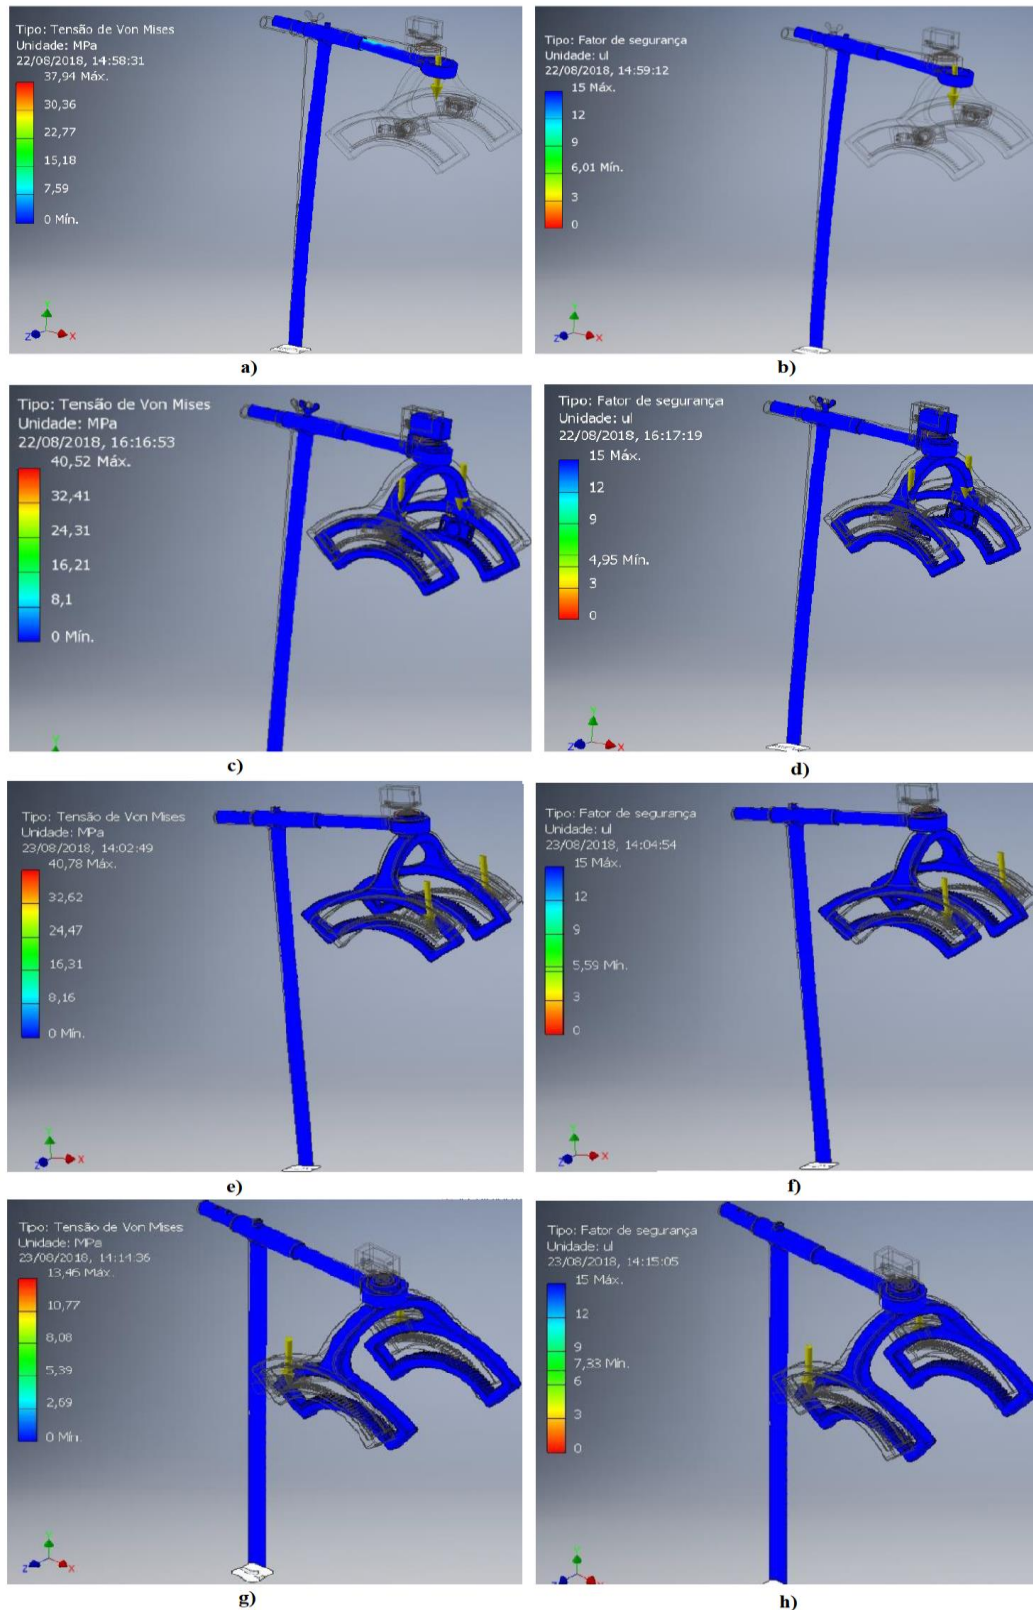 Tipo: Tensão de Von Mises
Unidade: MPa
22/08/2018, 14:58:31
37,94 Máx.
30,36
22,77
15,18
7,59
0 Mín.
Y
Z
X
a)
Tipo: Fator de segurança
Unidade: ul
22/08/2018, 14:59:12
15 Máx.
12
9
6,01 Mín.
3
0
Y
Z
X
b)
Tipo: Tensão de Von Mises
Unidade: MPa
22/08/2018, 16:16:53
40,52 Máx.
32,41
24,31
16,21
8,1
0 Mín.
Y
c)
Tipo: Fator de segurança
Unidade: ul
22/08/2018, 16:17:19
15 Máx.
12
9
4,95 Mín.
3
0
Y
Z
X
d)
Tipo: Tensão de Von Mises
Unidade: MPa
23/08/2018, 14:02:49
40,78 Máx.
32,62
24,47
16,31
8,16
0 Mín.
Y
Z
X
e)
Tipo: Fator de segurança
Unidade: ul
23/08/2018, 14:04:54
15 Máx.
12
9
5,59 Mín.
3
0
Y
Z
X
f)
Tipo: Tensão de Von Mises
Unidade: MPa
23/08/2018, 14:14:36
13,46 Máx.
10,77
8,08
5,39
2,69
0 Mín.
Y
Z
X
g)
Tipo: Fator de segurança
Unidade: ul
23/08/2018, 14:15:05
15 Máx.
12
9
7,33 Mín.
6
3
0
Y
Z
X
h)